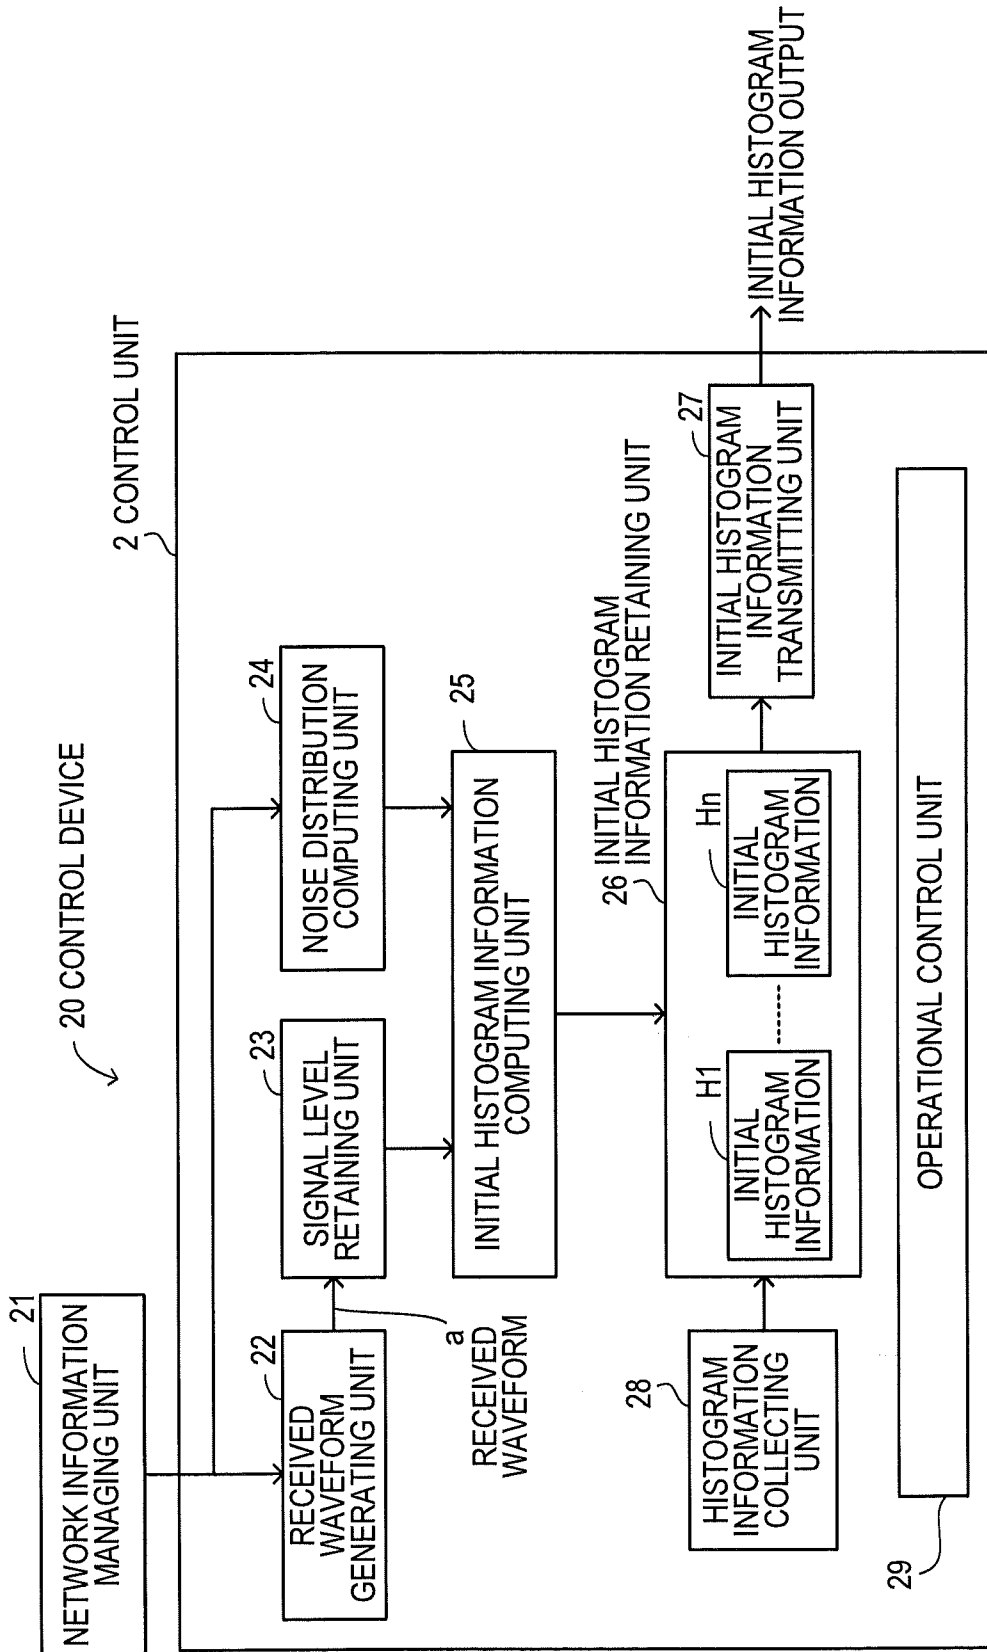 20 CONTROL DEVICE
21
NETWORK INFORMATION
MANAGING UNIT
2 CONTROL UNIT
22
RECEIVED
WAVEFORM
GENERATING UNIT
a
RECEIVED
WAVEFORM
23
SIGNAL LEVEL
RETAINING UNIT
24
NOISE DISTRIBUTION
COMPUTING UNIT
25
INITIAL HISTOGRAM INFORMATION
COMPUTING UNIT
26 INITIAL HISTOGRAM
INFORMATION RETAINING UNIT
28
HISTOGRAM
INFORMATION
COLLECTING
UNIT
H1
INITIAL
HISTOGRAM
INFORMATION
Hn
INITIAL
HISTOGRAM
INFORMATION
27
INITIAL HISTOGRAM
INFORMATION
TRANSMITTING UNIT
INITIAL HISTOGRAM
INFORMATION OUTPUT
29
OPERATIONAL CONTROL UNIT